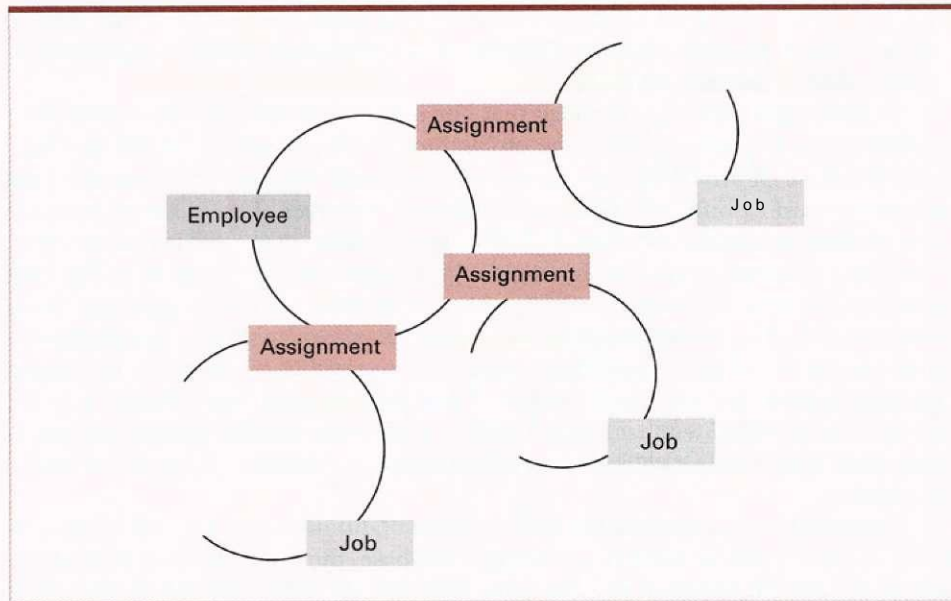 Assignment
Job
Employee
Assignment
Assignment
Job
Job